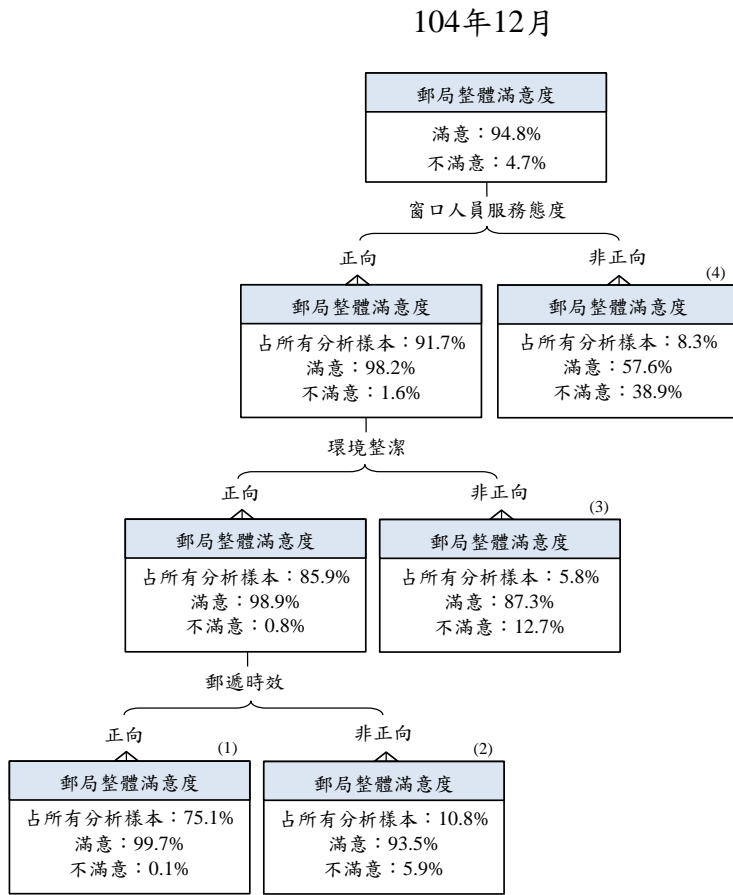 104年12月
郵局整體滿意度
滿意：94.8%
不滿意：4.7%
窗口人員服務態度
正向
非正向
(4)
郵局整體滿意度
占所有分析樣本：91.7%
滿意：98.2%
不滿意：1.6%
郵局整體滿意度
占所有分析樣本：8.3%
滿意：57.6%
不滿意：38.9%
環境整潔
正向
非正向
(3)
郵局整體滿意度
占所有分析樣本：85.9%
滿意：98.9%
不滿意：0.8%
郵局整體滿意度
占所有分析樣本：5.8%
滿意：87.3%
不滿意：12.7%
郵遞時效
正向
(1)
非正向
(2)
郵局整體滿意度
占所有分析樣本：75.1%
滿意：99.7%
不滿意：0.1%
郵局整體滿意度
占所有分析樣本：10.8%
滿意：93.5%
不滿意：5.9%